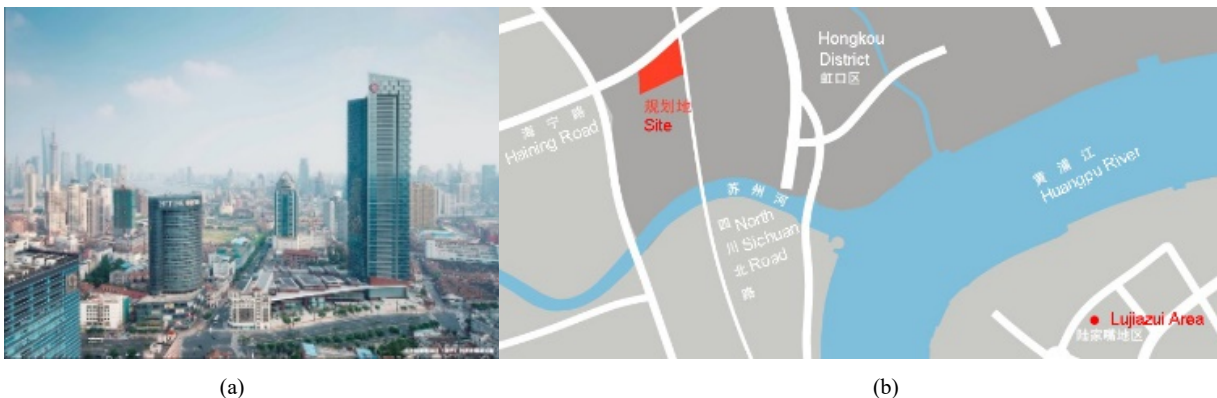 Hongkou
District
虹口区
规划地
Site
海宁路
Haining Road
苏州河
四川北路
North
Sichuan
Road
黄浦江
Huangpu River
Lujiazui Area
陆家嘴地区
(a)
(b)